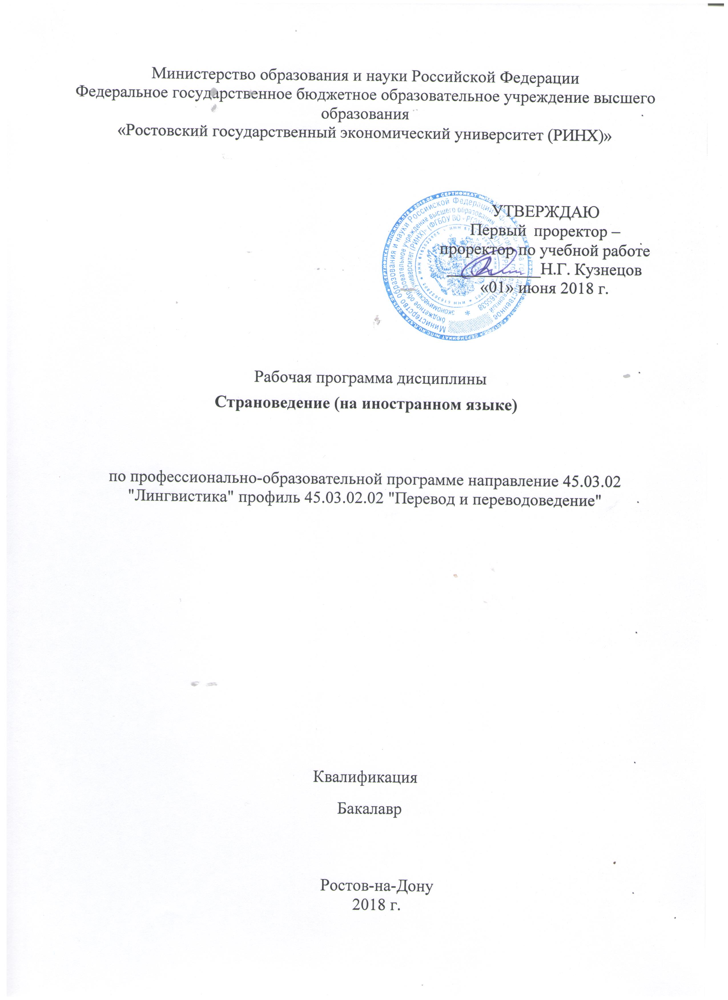 Министерство образования и науки Российской Федерации
Федеральное государственное бюджетное образовательное учреждение высшего
образования
«Ростовский государственный экономический университет (РИНХ)»
УТВЕРЖДАЮ
Первый проректор –
проректор по учебной работе
Н.Г. Кузнецов
«01» июня 2018 г.
Рабочая программа дисциплины
Страноведение (на иностранном языке)
по профессионально-образовательной программе направление 45.03.02
"Лингвистика" профиль 45.03.02.02 "Перевод и переводоведение"
Квалификация
Бакалавр
Ростов-на-Дону
2018 г.